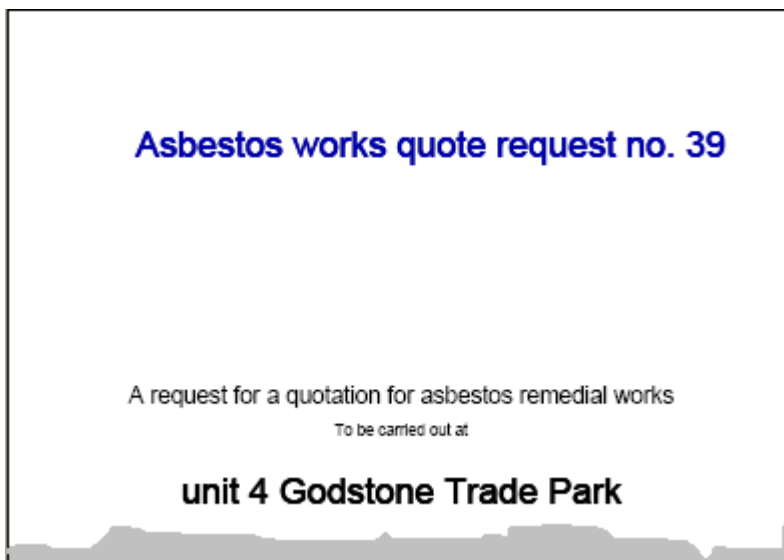 Asbestos works quote request no. 39
A request for a quotation for asbestos remedial works
To be carried out at
unit 4 Godstone Trade Park